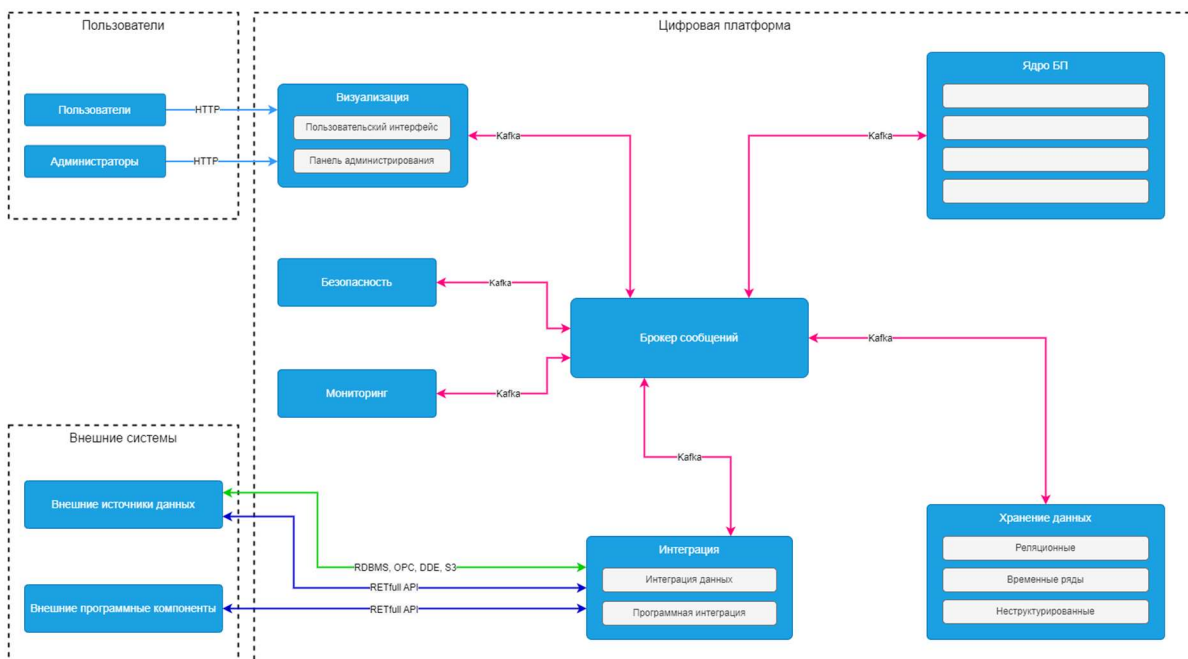 Пользователи
Цифровая платформа
Пользователи
HTTP
Администраторы
HTTP
Визуализация
Пользовательский интерфейс
Панель администрирования
Kafka
Kafka
Ядро БП
Безопасность
Kafka
Мониторинг
Kafka
Брокер сообщений
Kafka
Kafka
Внешние системы
Внешние источники данных
Внешние программные компоненты
RDBMS, OPC, DDE, S3
RETfull API
RETfull API
Интеграция
Интеграция данных
Программная интеграция
Хранение данных
Реляционные
Временные ряды
Неструктурированные